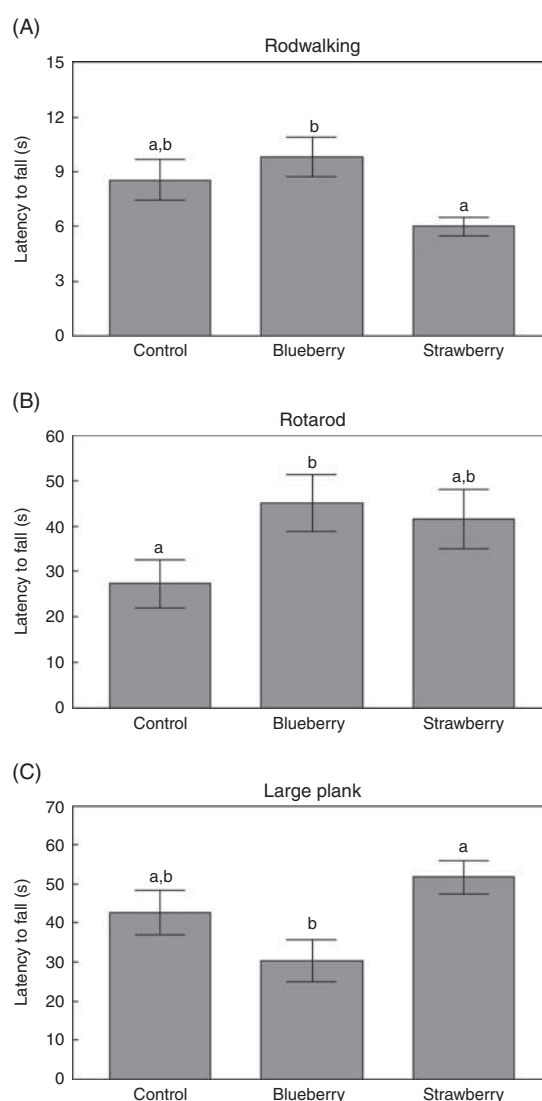 (A)
Rodwalking
Latency to fall (s)
15
12
9
6
3
0
a,b
b
a
Control Blueberry Strawberry
(B)
Rotarod
Latency to fall (s)
60
50
40
30
20
10
0
a
b
a,b
Control Blueberry Strawberry
(C)
Large plank
Latency to fall (s)
70
60
50
40
30
20
10
0
a,b
b
a
Control Blueberry Strawberry